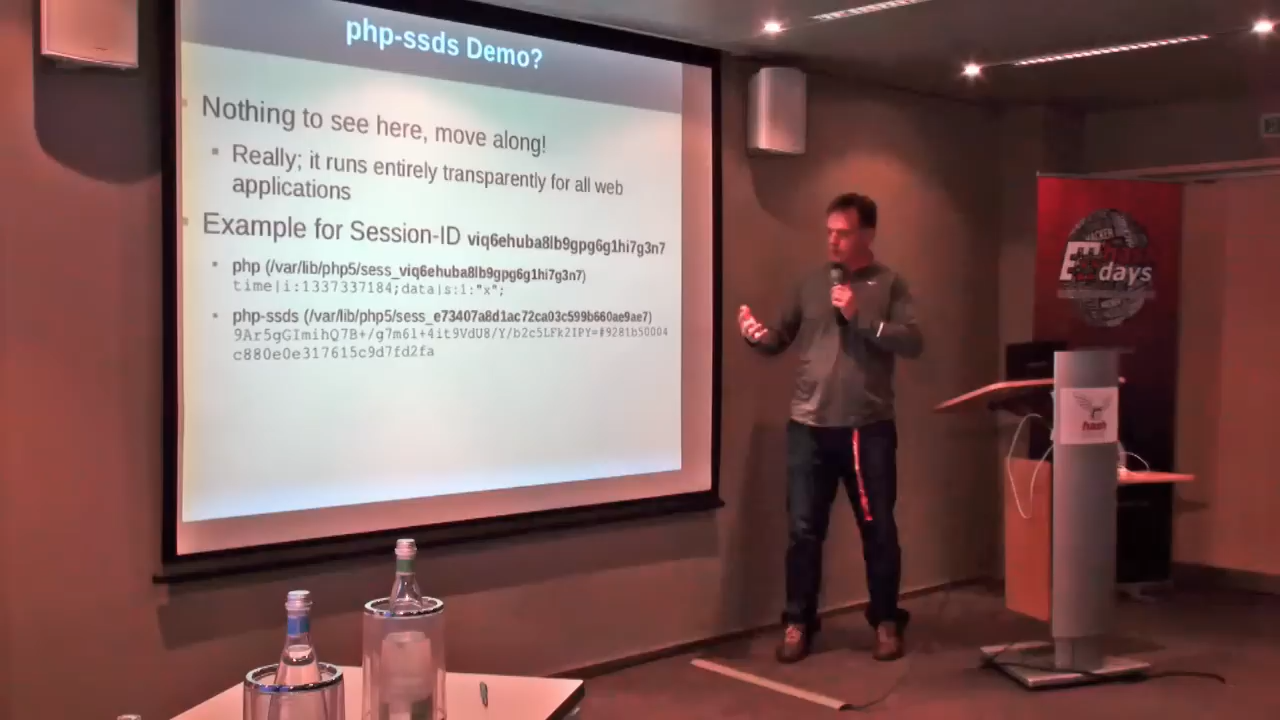 php-ssds Demo?
Nothing to see here, move along!
Really; it runs entirely transparently for all web
applications
Example for Session-ID viq6ehuba8lb9gpg6g1hi7g3n7
php (/var/lib/php5/sess_viq6ehuba8lb9gpg6g1hi7g3n7)
time|i:1337337184;data|s:1:"x";
php-ssds (/var/lib/php5/sess_e73407a8d1ac72ca03c599b660ae9ae7)
9Ar5gGImihQ7B+/g7m6l+4it9VdU8/Y/b2c5LFk2IPY=#9281b50004
c880e0e317615c9d7fd2fa
HACKER
days
hash